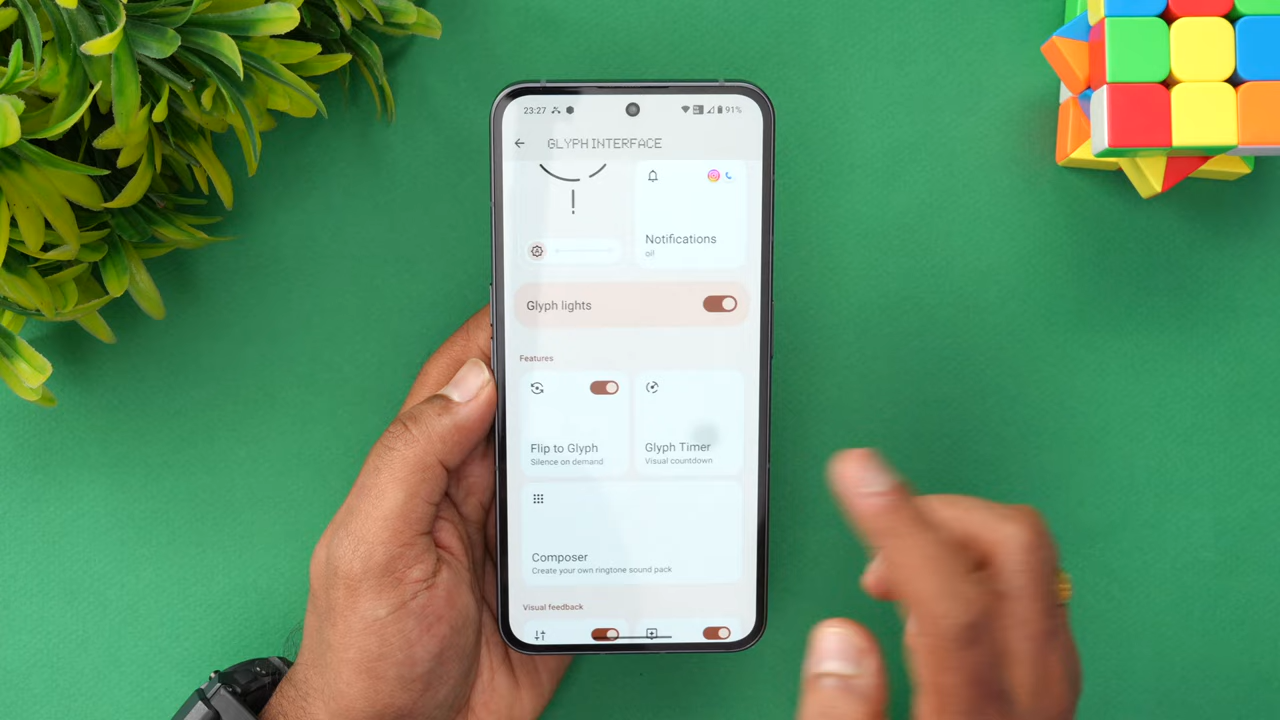 23:27 91%
GLYPH INTERFACE
Notifications
Glyph lights
Features
Flip to Glyph
Silence on demand
Glyph Timer
Visual countdown
Composer
Create your own ringtone sound pack
Visual feedback